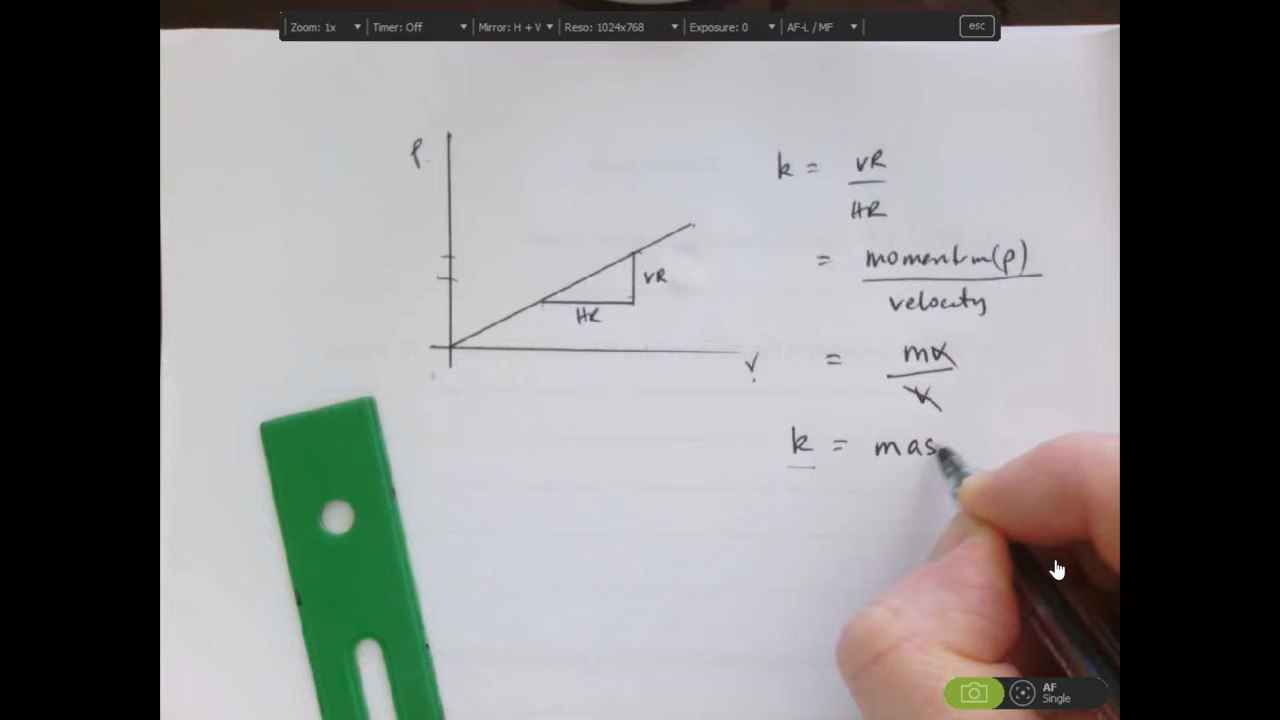 Zoom: 1x Timer: Off Mirror: H + V Reso: 1024x768 Exposure: 0 AF-L / MF esc
P
k = VR
HR
VR
HR
= momentum(p)
velocity
= mv
v
V
k = mas
AF
Single